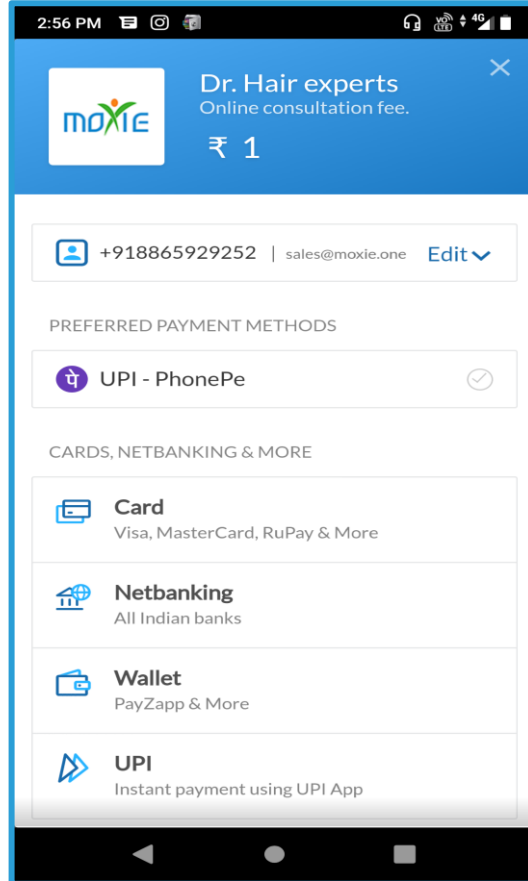 2:56 PM
4G
VO))
LTE
Dr. Hair experts
moxie
Online consultation fee.
₹ 1
+918865929252 | sales@moxie.one Edit
PREFERRED PAYMENT METHODS
पे UPI - PhonePe
CARDS, NETBANKING & MORE
Card
Visa, MasterCard, RuPay & More
Netbanking
All Indian banks
Wallet
PayZapp & More
UPI
Instant payment using UPI App